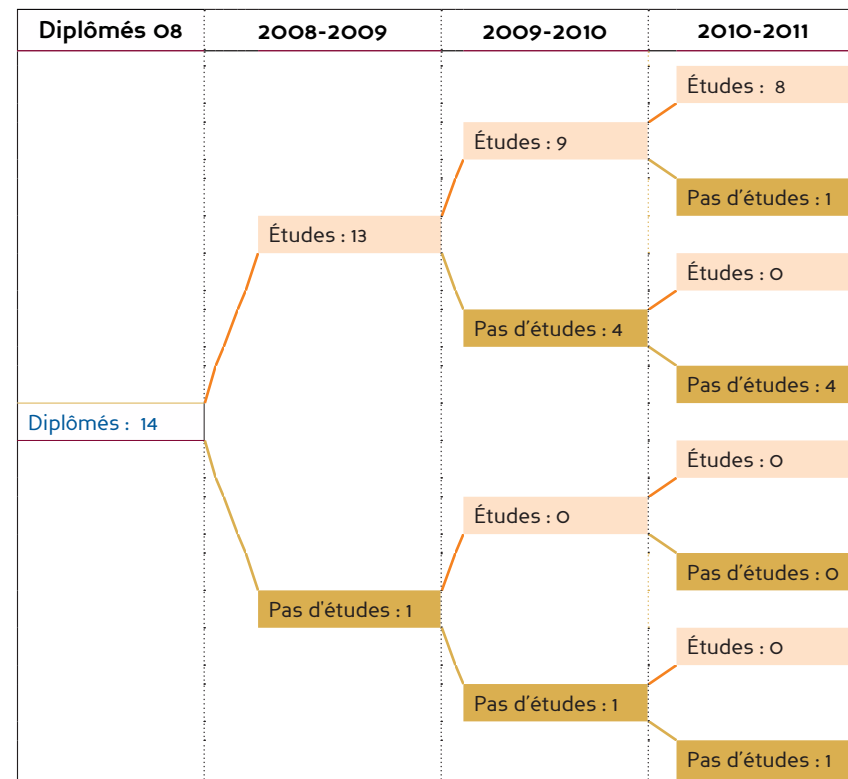 Diplômés 08 2008-2009 2009-2010 2010-2011
Études : 8
Études : 9
Pas d’études : 1
Études : 13
Études : 0
Pas d’études : 4
Pas d’études : 4
Diplômés : 14
Études : 0
Études : 0
Pas d’études : 0
Pas d'études : 1
Études : 0
Pas d’études : 1
Pas d’études : 1